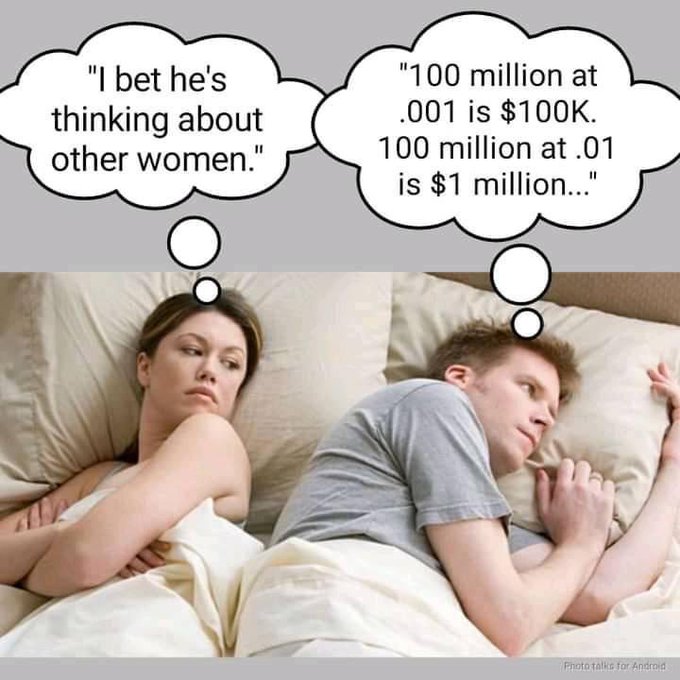 "I bet he's
thinking about
other women."
"100 million at
.001 is $100K.
100 million at .01
is $1 million..."
Photo talks for Android